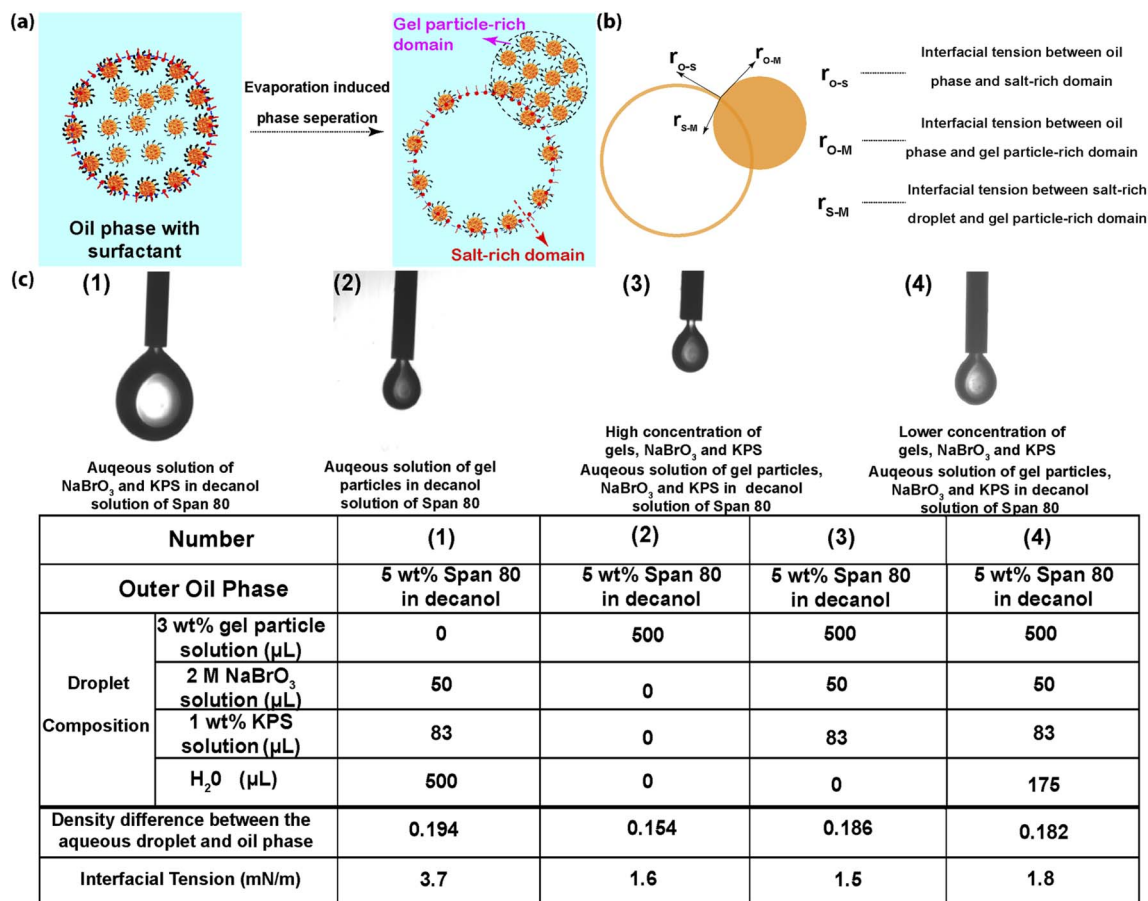 (a)
Gel particle-rich
domain
Evaporation induced
phase seperation
Oil phase with
surfactant
Salt-rich domain
(b)
r O-S
r O-M
r S-M
r O-S
Interfacial tension between oil
phase and salt-rich domain
r O-M
Interfacial tension between oil
phase and gel particle-rich domain
r S-M
Interfacial tension between salt-rich
droplet and gel particle-rich domain
(c)
(1)
(2)
(3)
(4)
Auqeous solution of
NaBrO3 and KPS in decanol
solution of Span 80
Auqeous solution of gel
particles in decanol
solution of Span 80
High concentration of
gels, NaBrO3 and KPS
Auqeous solution of gel particles,
NaBrO3 and KPS in decanol
solution of Span 80
Lower concentration of
gels, NaBrO3 and KPS
Auqeous solution of gel particles,
NaBrO3 and KPS in decanol
solution of Span 80
Number (1) (2) (3) (4)
Outer Oil Phase
5 wt% Span 80
in decanol
5 wt% Span 80
in decanol
5 wt% Span 80
in decanol
5 wt% Span 80
in decanol
Droplet
Composition
3 wt% gel particle
solution (µL)
0 500 500 500
2 M NaBrO3
solution (µL)
50 0 50 50
1 wt% KPS
solution (µL)
83 0 83 83
H20 (µL) 500 0 0 175
Density difference between the
aqueous droplet and oil phase
0.194 0.154 0.186 0.182
Interfacial Tension (mN/m) 3.7 1.6 1.5 1.8